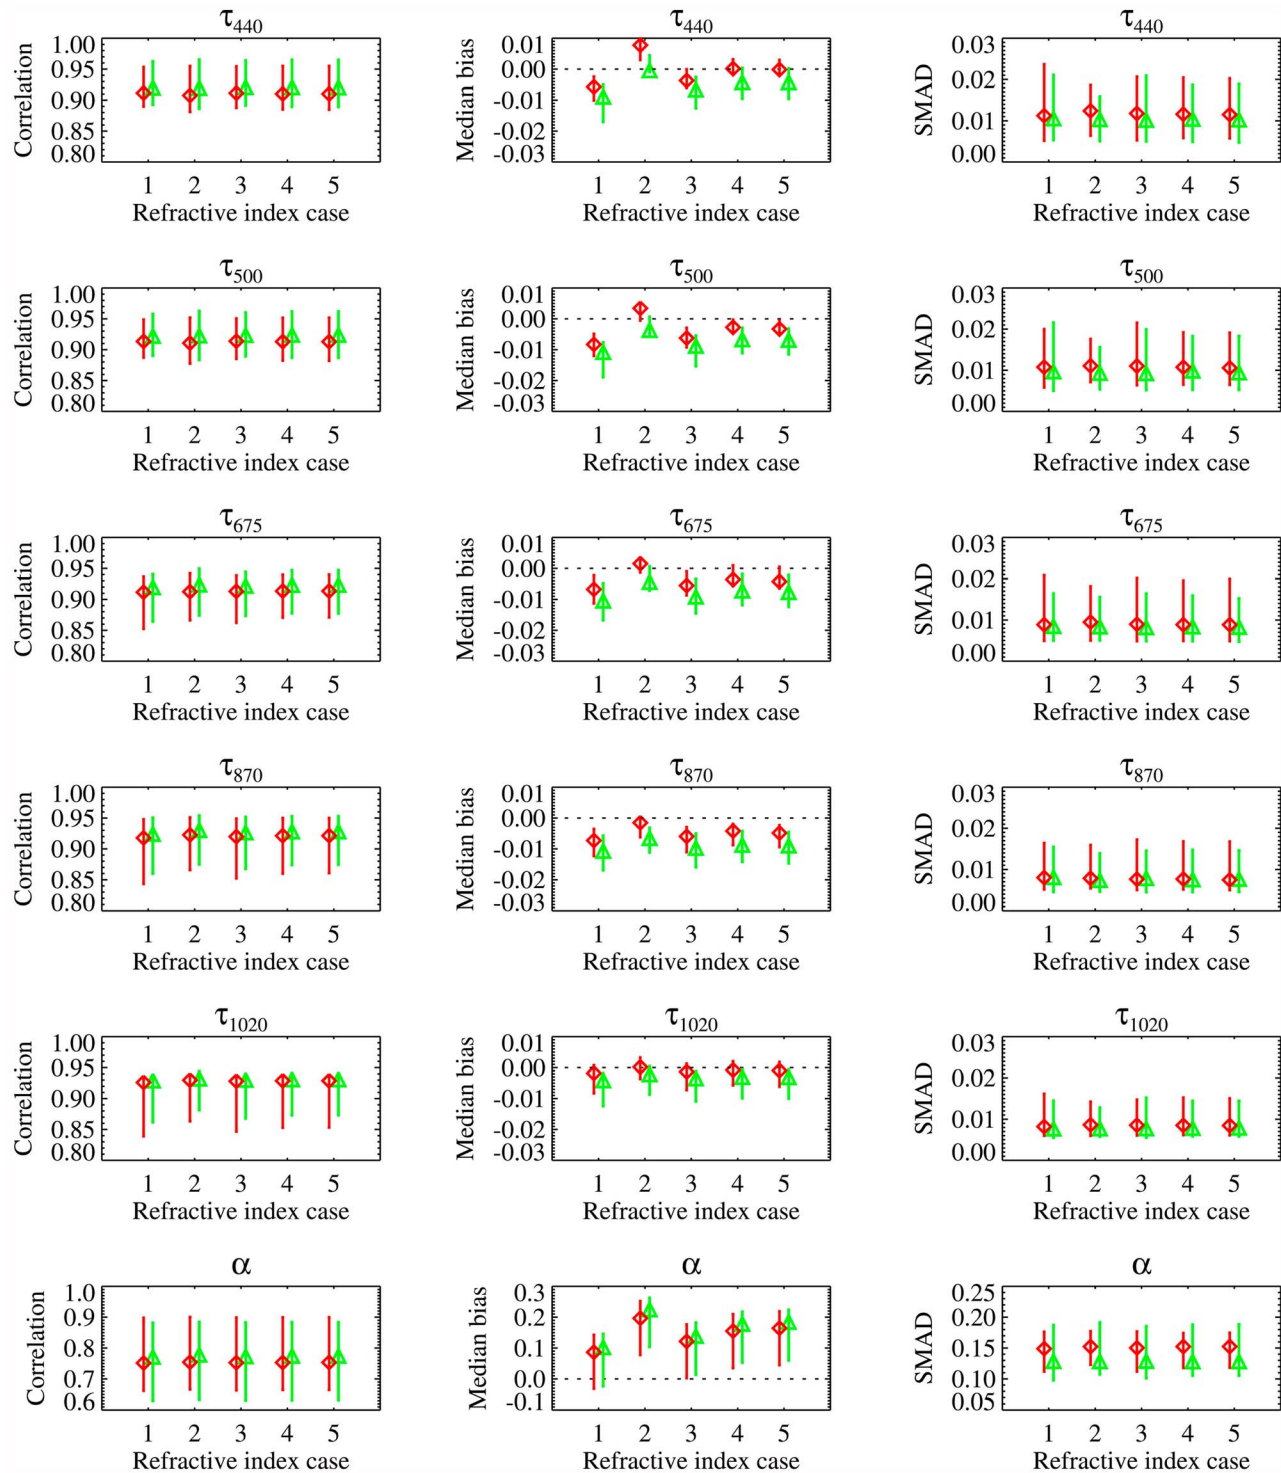 τ440 τ440 τ440
Correlation 1.00 0.95 0.90 0.85 0.80
Median bias 0.01 0.00 -0.01 -0.02 -0.03
SMAD 0.03 0.02 0.01 0.00
1 2 3 4 5 1 2 3 4 5 1 2 3 4 5
Refractive index case Refractive index case Refractive index case
τ500 τ500 τ500
Correlation 1.00 0.95 0.90 0.85 0.80
Median bias 0.01 0.00 -0.01 -0.02 -0.03
SMAD 0.03 0.02 0.01 0.00
1 2 3 4 5 1 2 3 4 5 1 2 3 4 5
Refractive index case Refractive index case Refractive index case
τ675 τ675 τ675
Correlation 1.00 0.95 0.90 0.85 0.80
Median bias 0.01 0.00 -0.01 -0.02 -0.03
SMAD 0.03 0.02 0.01 0.00
1 2 3 4 5 1 2 3 4 5 1 2 3 4 5
Refractive index case Refractive index case Refractive index case
τ870 τ870 τ870
Correlation 1.00 0.95 0.90 0.85 0.80
Median bias 0.01 0.00 -0.01 -0.02 -0.03
SMAD 0.03 0.02 0.01 0.00
1 2 3 4 5 1 2 3 4 5 1 2 3 4 5
Refractive index case Refractive index case Refractive index case
τ1020 τ1020 τ1020
Correlation 1.00 0.95 0.90 0.85 0.80
Median bias 0.01 0.00 -0.01 -0.02 -0.03
SMAD 0.03 0.02 0.01 0.00
1 2 3 4 5 1 2 3 4 5 1 2 3 4 5
Refractive index case Refractive index case Refractive index case
α α α
Correlation 1.0 0.9 0.8 0.7 0.6
Median bias 0.3 0.2 0.1 0.0 -0.1
SMAD 0.25 0.20 0.15 0.10 0.05
1 2 3 4 5 1 2 3 4 5 1 2 3 4 5
Refractive index case Refractive index case Refractive index case